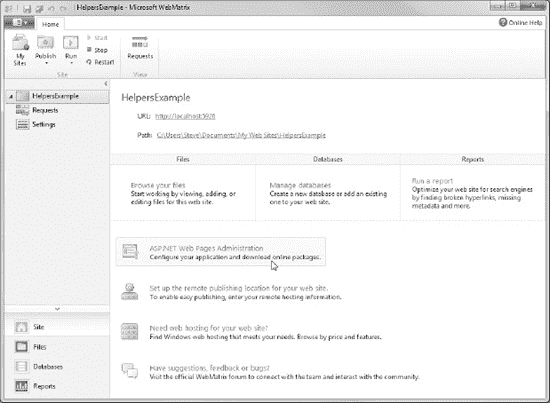 HelpersExample - Microsoft WebMatrix
Home
Online Help
My Sites
Publish
Run
Start
Stop
Restart
Requests
Site
View
HelpersExample
Requests
Settings
HelpersExample
URL: http://localhost:5928
Path: C:\Users\Steve\Documents\My Web Sites\HelpersExample
Files
Databases
Reports
Browse your files
Start working by viewing, adding, or
editing files for this web site.
Manage databases
Create a new database or add an existing
one to your web site.
Run a report
Optimize your web site for search engines
by finding broken hyperlinks, missing
metadata and more.
ASP.NET Web Pages Administration
Configure your application and download online packages.
Set up the remote publishing location for your web site.
To enable easy publishing, enter your remote hosting information.
Need web hosting for your web site?
Find Windows web hosting that meets your needs. Browse by price and features.
Have suggestions, feedback or bugs?
Visit the official WebMatrix forum to connect with the team and interact with the community.
Site
Files
Databases
Reports